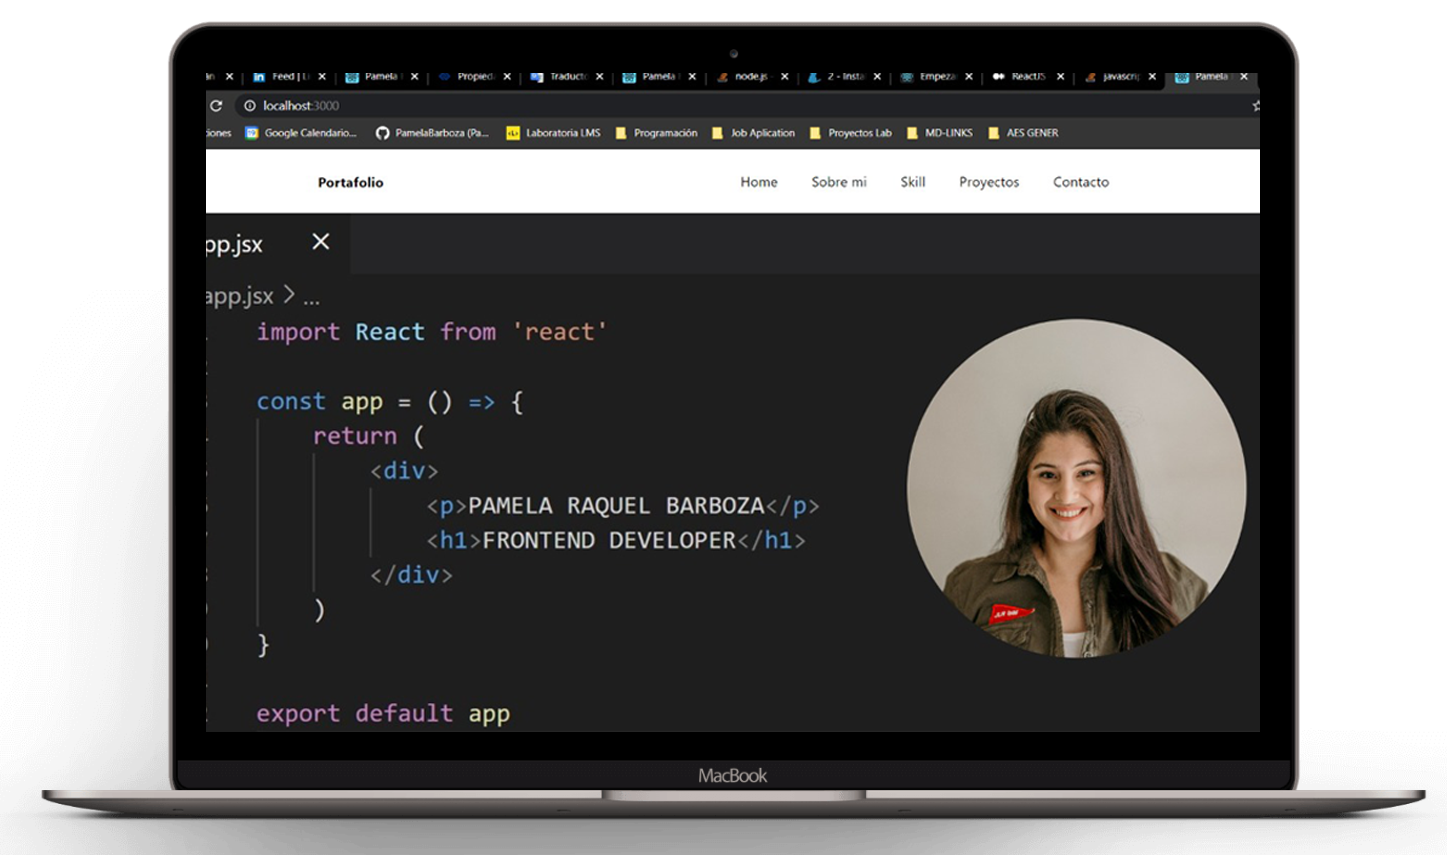 Feed | Li
Pamela
Propied
Traducto
Pamela
node.js -
2 - Insta
Empeza
ReactJS
javascrip
Pamela
localhost:3000
ciones
Google Calendario...
PamelaBarboza (Pa...
Laboratoria LMS
Programación
Job Aplication
Proyectos Lab
MD-LINKS
AES GENER
Portafolio
Home
Sobre mi
Skill
Proyectos
Contacto
pp.jsx
app.jsx > ...
import React from 'react'
const app = () => {
return (
<div>
<p>PAMELA RAQUEL BARBOZA</p>
<h1>FRONTEND DEVELOPER</h1>
</div>
)
}
export default app
MacBook